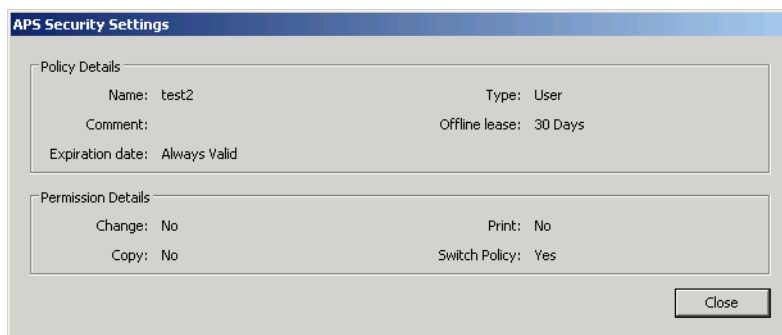 APS Security Settings
Policy Details
Name: test2 Type: User
Comment: Offline lease: 30 Days
Expiration date: Always Valid
Permission Details
Change: No Print: No
Copy: No Switch Policy: Yes
Close